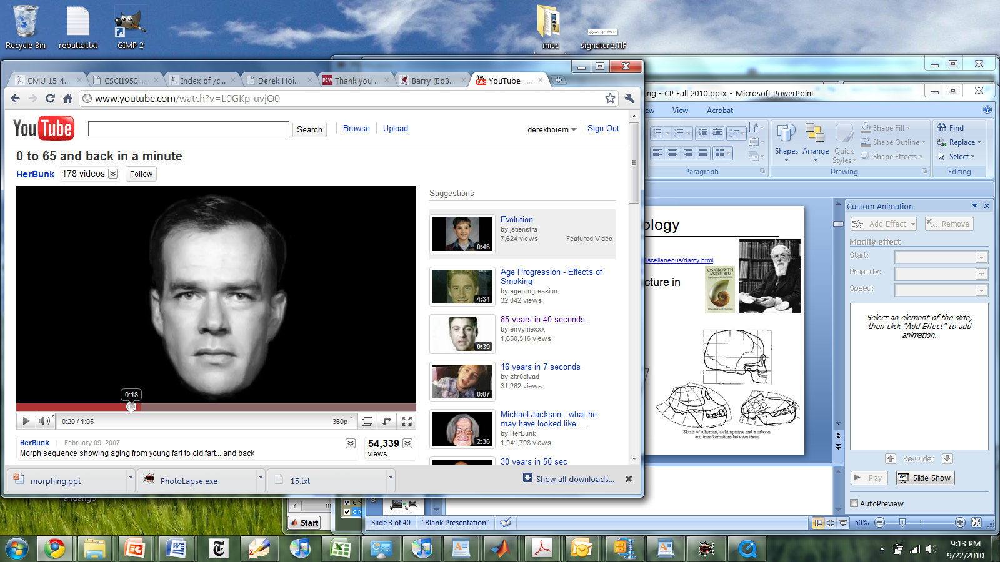 Recycle Bin
rebuttal.txt
GIMP 2
misc
signature.TIF
CMU 15-4...
CSCI1950-...
Index of /c...
Derek Hoi...
PCW Thank you ...
Barry (BoB...
You Tube YouTube - ...
www.youtube.com/watch?v=L0GKp-uvjO0
YouTube
Search
Browse
Upload
derekhoiem
Sign Out
0 to 65 and back in a minute
HerBunk
178 videos
Follow
0:18
0:20 / 1:05
360p
HerBunk | February 09, 2007
Morph sequence showing aging from young fart to old fart... and back
54,339
views
Suggestions
Evolution
by jstienstra
7,624 views
Featured Video
0:46
Age Progression - Effects of
Smoking
by ageprogression
32,042 views
4:34
85 years in 40 seconds.
by envymexxx
1,650,516 views
0:39
16 years in 7 seconds
by zitr0divad
31,262 views
0:07
Michael Jackson - what he
may have looked like ...
by HerBunk
1,041,798 views
2:36
30 years in 50 sec
morphing.ppt
PhotoLapse.exe
15.txt
Show all downloads...
ng - CP Fall 2010.pptx - Microsoft PowerPoint
ew
View
Acrobat
Shapes
Arrange
Quick
Styles
Shape Fill
Shape Outline
Shape Effects
Find
Replace
Select
Paragraph
Drawing
Editing
ology
iscellaneous/darcy.html
cture in
ON GROWTH
AND FORM
Skulls of a human, a chimpanzee and a baboon
and transformations between them
Custom Animation
Add Effect
Remove
Modify effect
Start:
Property:
Speed:
Select an element of the slide,
then click "Add Effect" to add
animation.
Re-Order
Play
Slide Show
AutoPreview
fandango
Start
c:\
c:\
8
Slide 3 of 40
"Blank Presentation"
50%
9:13 PM
9/22/2010